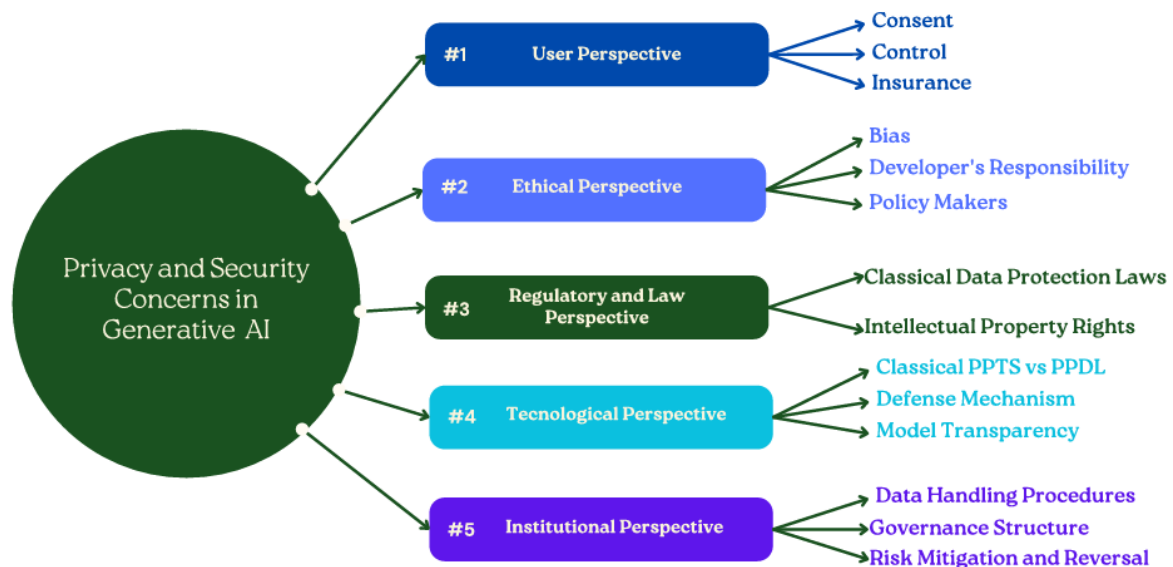 Privacy and Security
Concerns in
Generative AI
#1 User Perspective
Consent
Control
Insurance
#2 Ethical Perspective
Bias
Developer's Responsibility
Policy Makers
#3 Regulatory and Law
Perspective
Classical Data Protection Laws
Intellectual Property Rights
#4 Tecnological Perspective
Classical PPTS vs PPDL
Defense Mechanism
Model Transparency
#5 Institutional Perspective
Data Handling Procedures
Governance Structure
Risk Mitigation and Reversal